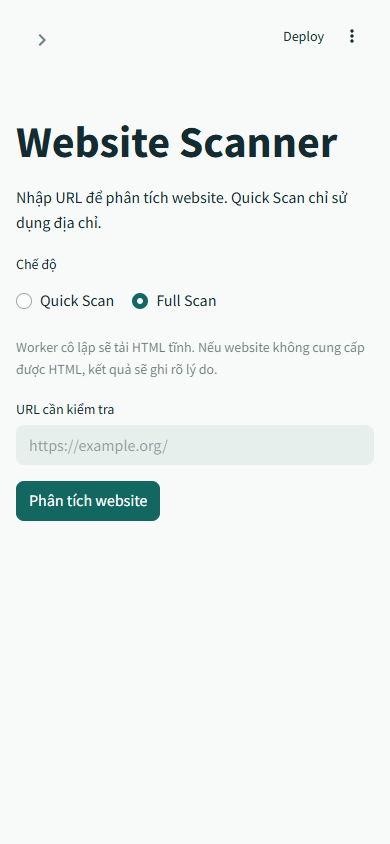 Deploy
Website Scanner
Nhập URL để phân tích website. Quick Scan chỉ sử
dụng địa chỉ.
Chế độ
Quick Scan
Full Scan
Worker cô lập sẽ tải HTML tĩnh. Nếu website không cung cấp
được HTML, kết quả sẽ ghi rõ lý do.
URL cần kiểm tra
https://example.org/
Phân tích website